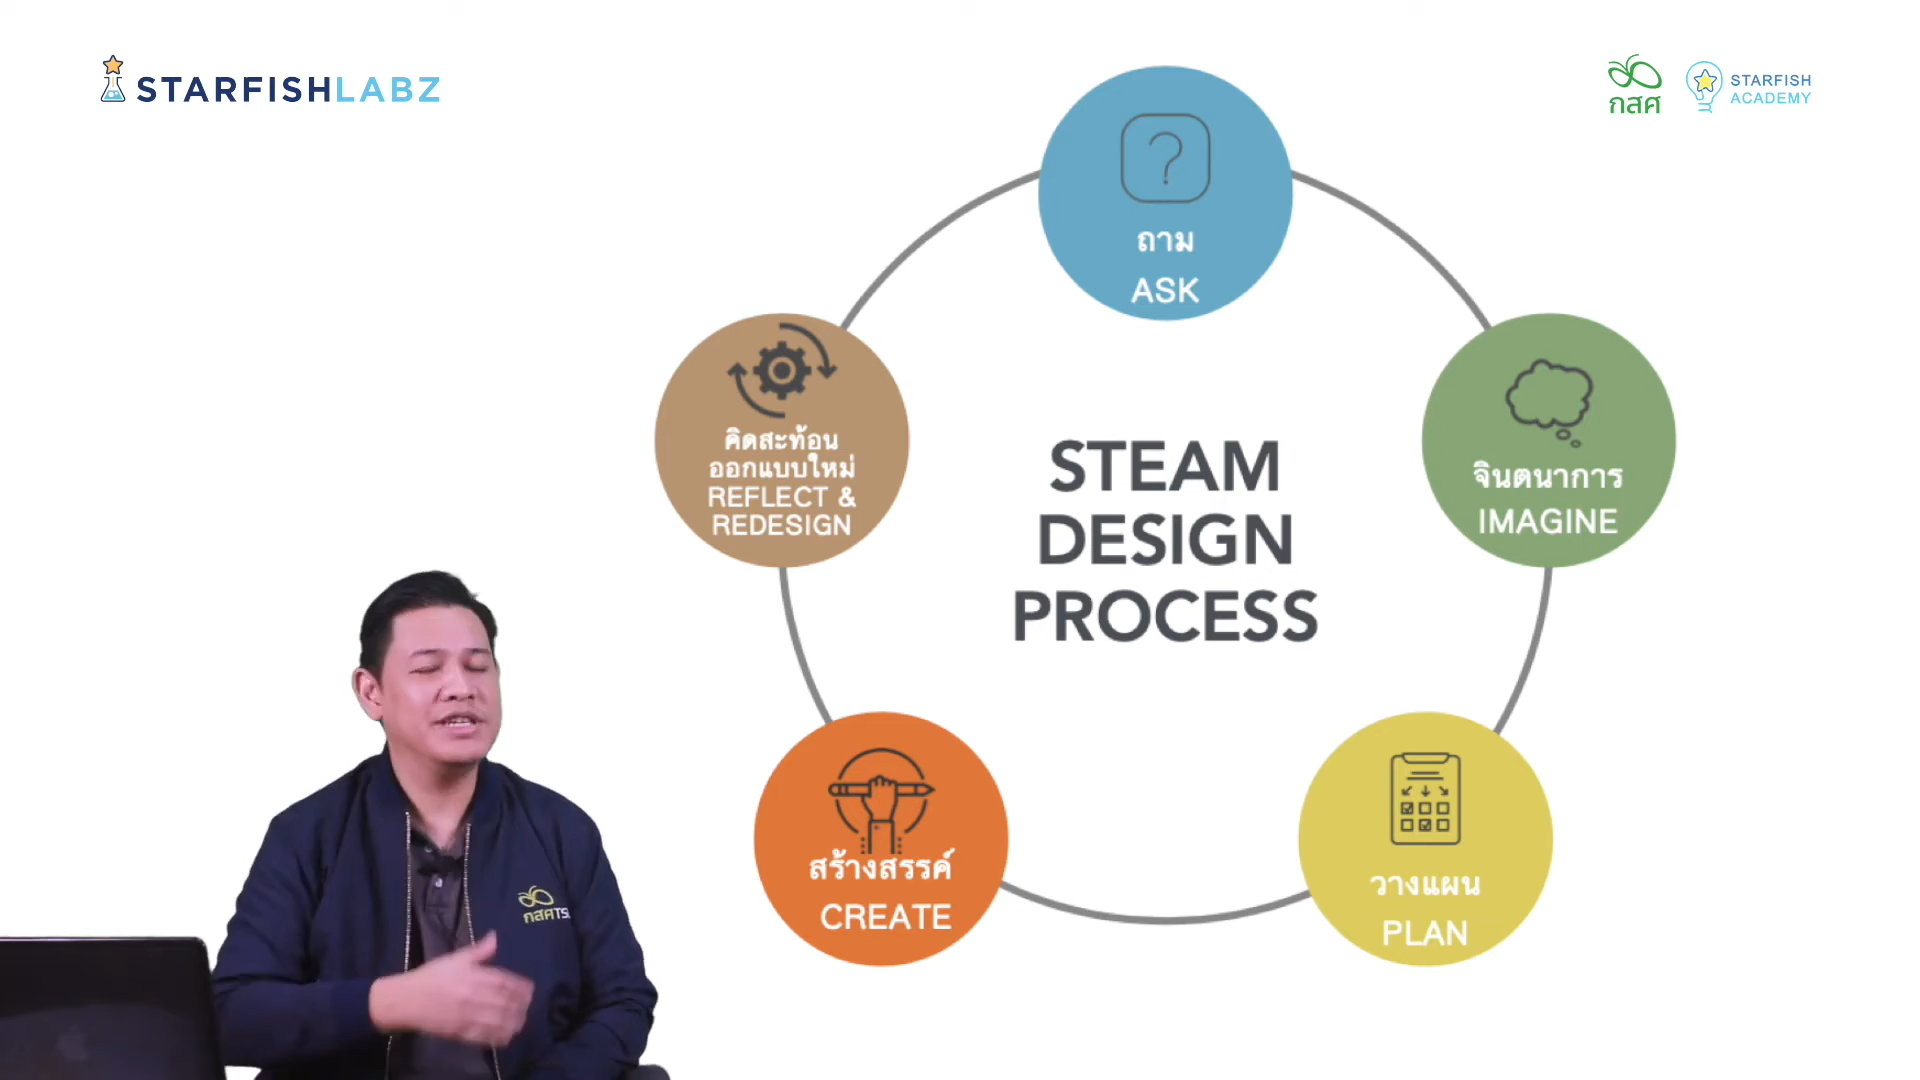 STARFISHLABZ
กสศ
STARFISH
ACADEMY
ถาม
ASK
จินตนาการ
IMAGINE
วางแผน
PLAN
สร้างสรรค์
CREATE
คิดสะท้อน
ออกแบบใหม่
REFLECT &
REDESIGN
STEAM
DESIGN
PROCESS
กสศTS